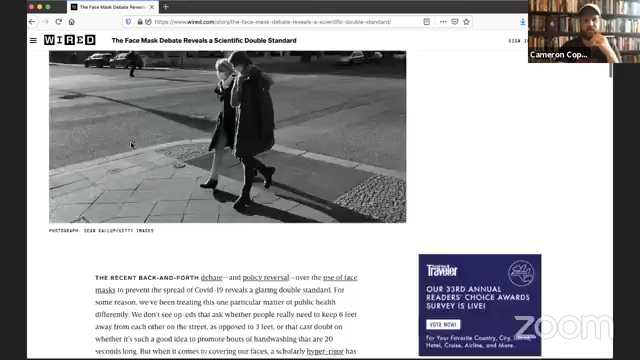 The Face Mask Debate Reveals a
https://www.wired.com/story/the-face-mask-debate-reveals-a-scientific-double-standard/
WIRED
The Face Mask Debate Reveals a Scientific Double Standard
SIGN
Cameron Cop...
PHOTOGRAPH: SEAN GALLUP/GETTY IMAGES
THE RECENT BACK-AND-FORTH debate—and policy reversal—over the use of face
masks to prevent the spread of Covid-19 reveals a glaring double standard. For
some reason, we've been treating this one particular matter of public health
differently. We don't see op-eds that ask whether people really need to keep 6 feet
away from each other on the street, as opposed to 3 feet, or that cast doubt on
whether it's such a good idea to promote bouts of handwashing that are 20
seconds long. But when it comes to covering our faces, a scholarly hyper-rigor has
Traveler
OUR 33RD ANNUAL
READERS' CHOICE AWARDS
SURVEY IS LIVE!
VOTE NOW!
For Your Favorite Country, City, Island,
Hotel, Cruise, Airline, and More.
zoom